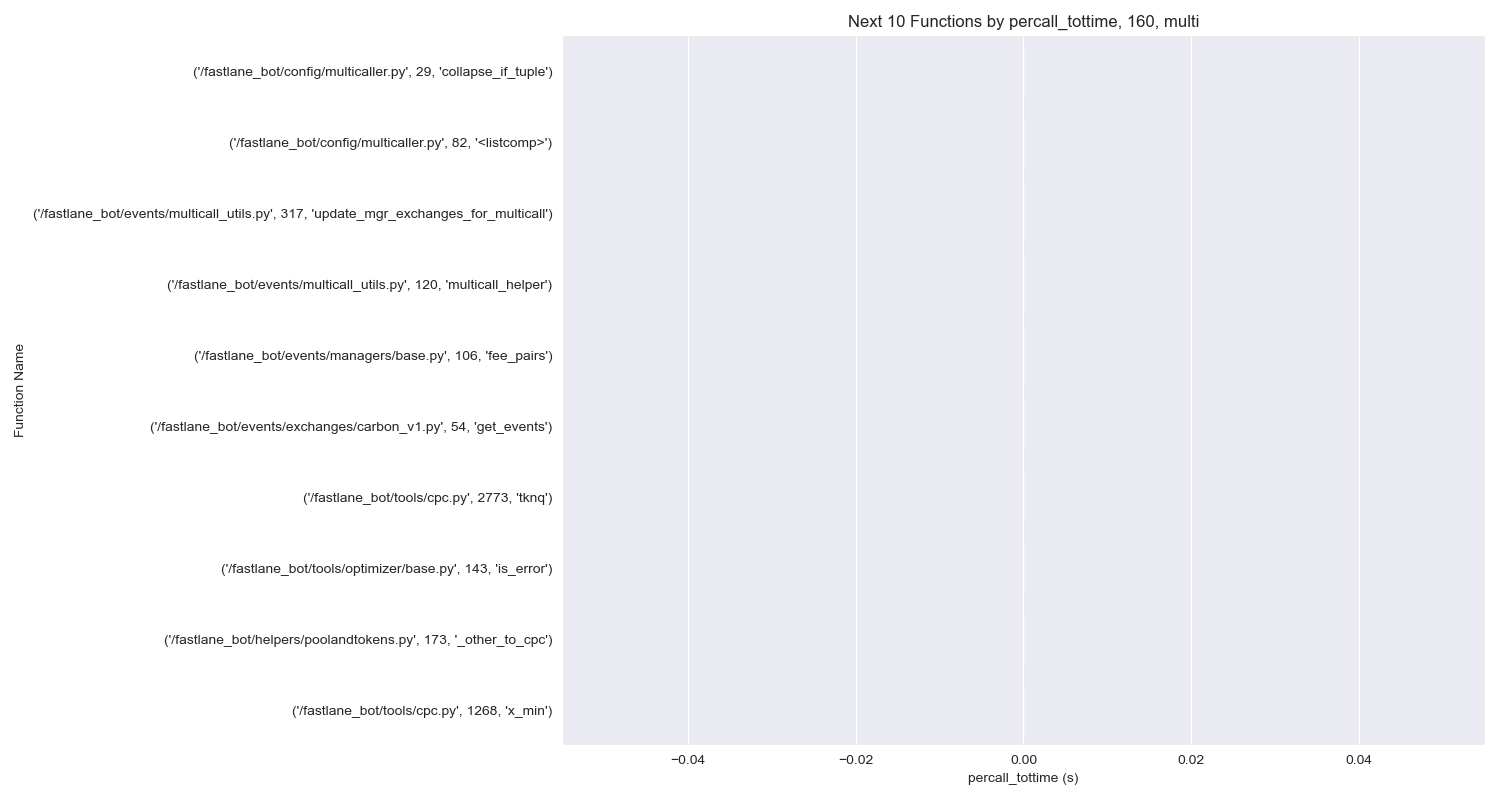 Next 10 Functions by percall_tottime, 160, multi
('/fastlane_bot/config/multicaller.py', 29, 'collapse_if_tuple')
('/fastlane_bot/config/multicaller.py', 82, '<listcomp>')
('/fastlane_bot/events/multicall_utils.py', 317, 'update_mgr_exchanges_for_multicall')
('/fastlane_bot/events/multicall_utils.py', 120, 'multicall_helper')
('/fastlane_bot/events/managers/base.py', 106, 'fee_pairs')
('/fastlane_bot/events/exchanges/carbon_v1.py', 54, 'get_events')
('/fastlane_bot/tools/cpc.py', 2773, 'tknq')
('/fastlane_bot/tools/optimizer/base.py', 143, 'is_error')
('/fastlane_bot/helpers/poolandtokens.py', 173, '_other_to_cpc')
('/fastlane_bot/tools/cpc.py', 1268, 'x_min')
Function Name
−0.04 −0.02 0.00 0.02 0.04
percall_tottime (s)